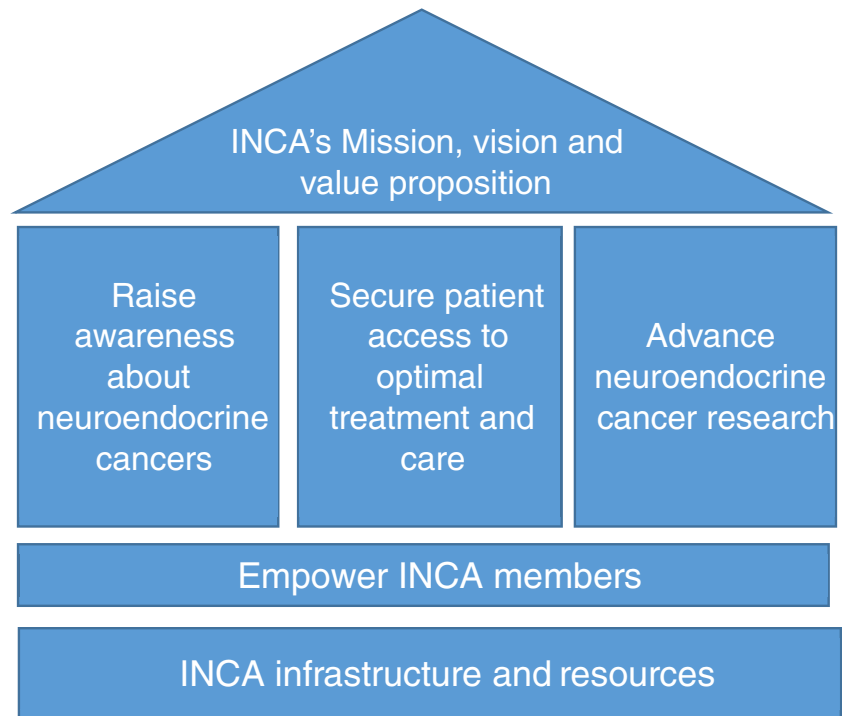 INCA’s Mission, vision and
value proposition
Raise
awareness
about
neuroendocrine
cancers
Secure patient
access to
optimal
treatment and
care
Advance
neuroendocrine
cancer research
Empower INCA members
INCA infrastructure and resources